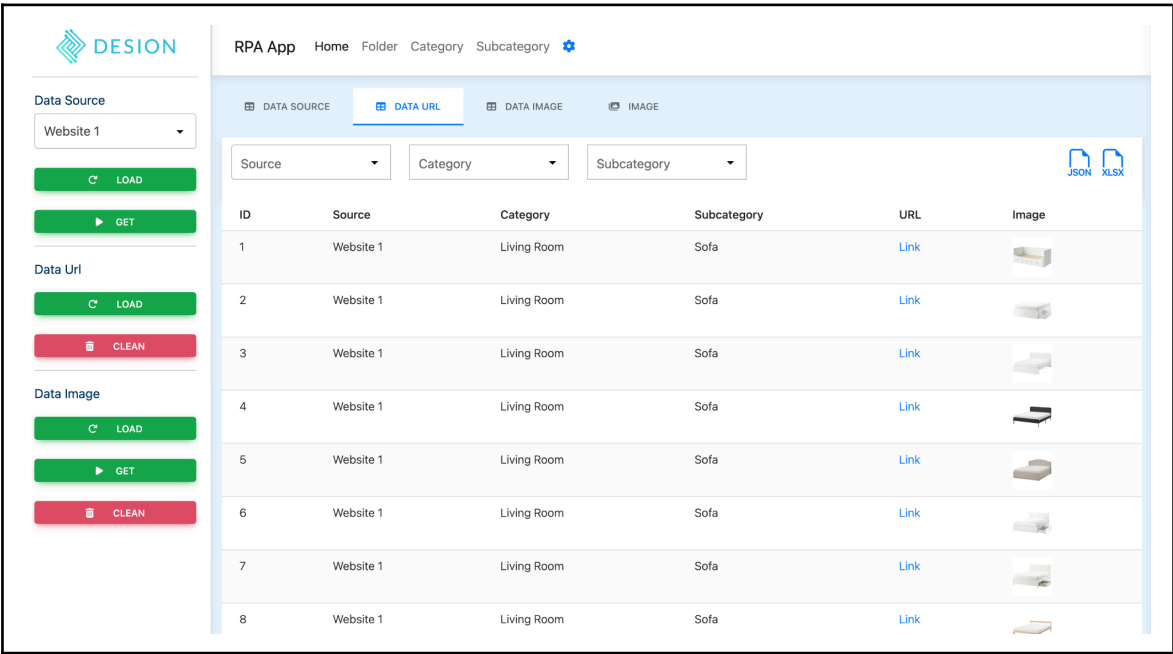 DESION
RPA App Home Folder Category Subcategory
Data Source
Website 1
LOAD
GET
Data Url
LOAD
CLEAN
Data Image
LOAD
GET
CLEAN
DATA SOURCE DATA URL DATA IMAGE IMAGE
Source Category Subcategory JSON XLSX
ID Source Category Subcategory URL Image
1 Website 1 Living Room Sofa Link
2 Website 1 Living Room Sofa Link
3 Website 1 Living Room Sofa Link
4 Website 1 Living Room Sofa Link
5 Website 1 Living Room Sofa Link
6 Website 1 Living Room Sofa Link
7 Website 1 Living Room Sofa Link
8 Website 1 Living Room Sofa Link